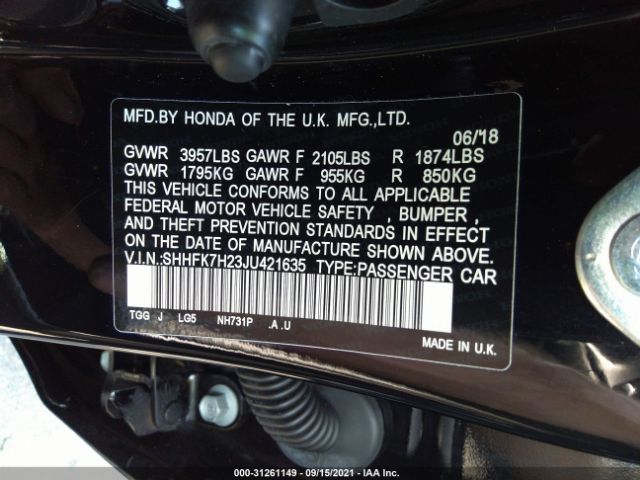 MFD.BY HONDA OF THE U.K. MFG.,LTD.
06/18
GVWR 3957LBS GAWR F 2105LBS R 1874LBS
GVWR 1795KG GAWR F 955KG R 850KG
THIS VEHICLE CONFORMS TO ALL APPLICABLE
FEDERAL MOTOR VEHICLE SAFETY , BUMPER ,
AND THEFT PREVENTION STANDARDS IN EFFECT
ON THE DATE OF MANUFACTURE SHOWN ABOVE.
V.I.N.:SHHFK7H23JU421635 TYPE:PASSENGER CAR
TGG J LG5 NH731P .A .U
MADE IN U.K.
000-31261149 - 09/15/2021 - IAA Inc.